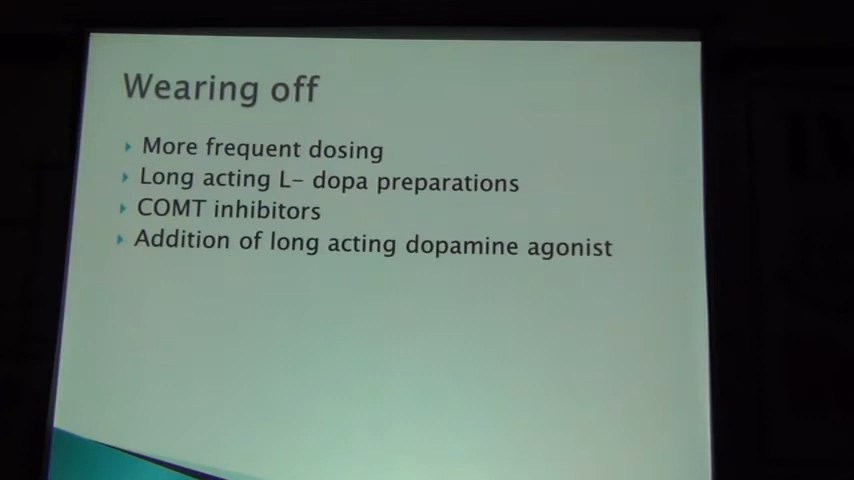 Wearing off
More frequent dosing
Long acting L- dopa preparations
COMT inhibitors
Addition of long acting dopamine agonist